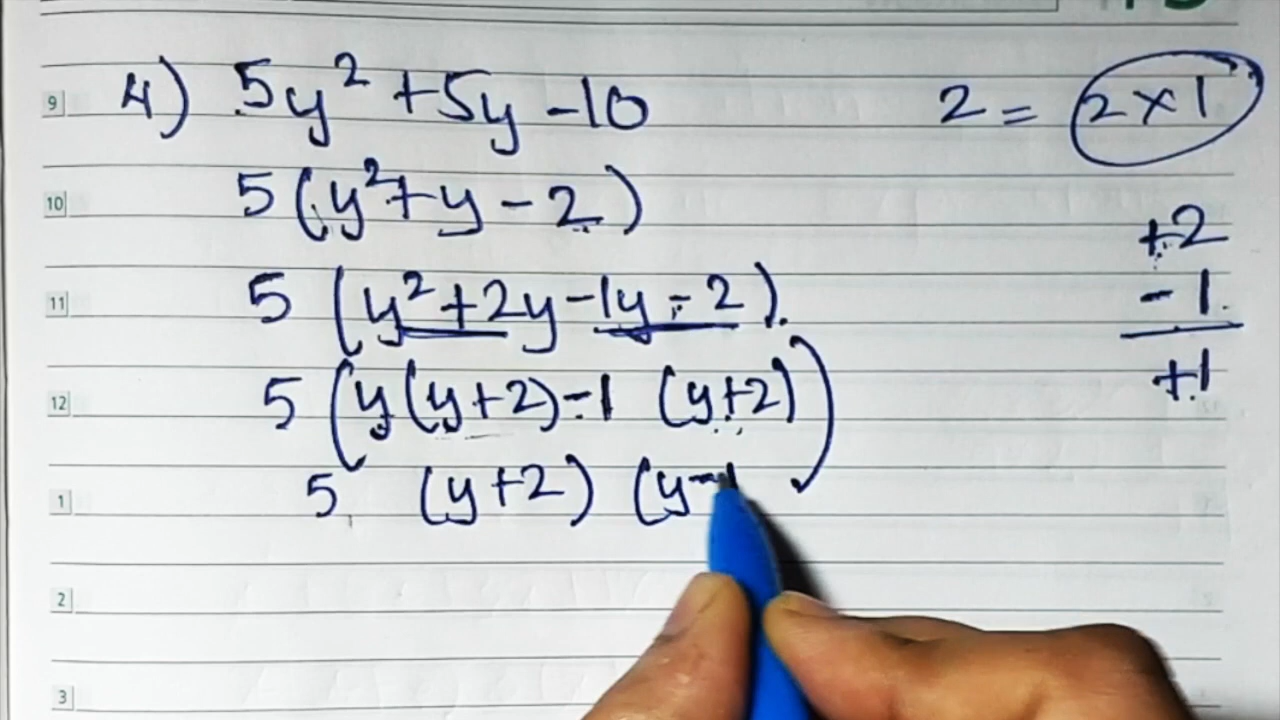 4) 5y² + 5y - 10
2 = 2 × 1
5 (y² + y - 2)
+2
5 (y² + 2y - 1y - 2)
- 1
5 (y (y + 2) - 1 (y + 2))
+1
5 (y + 2) (y - 1
9
10
11
12
1
2
3